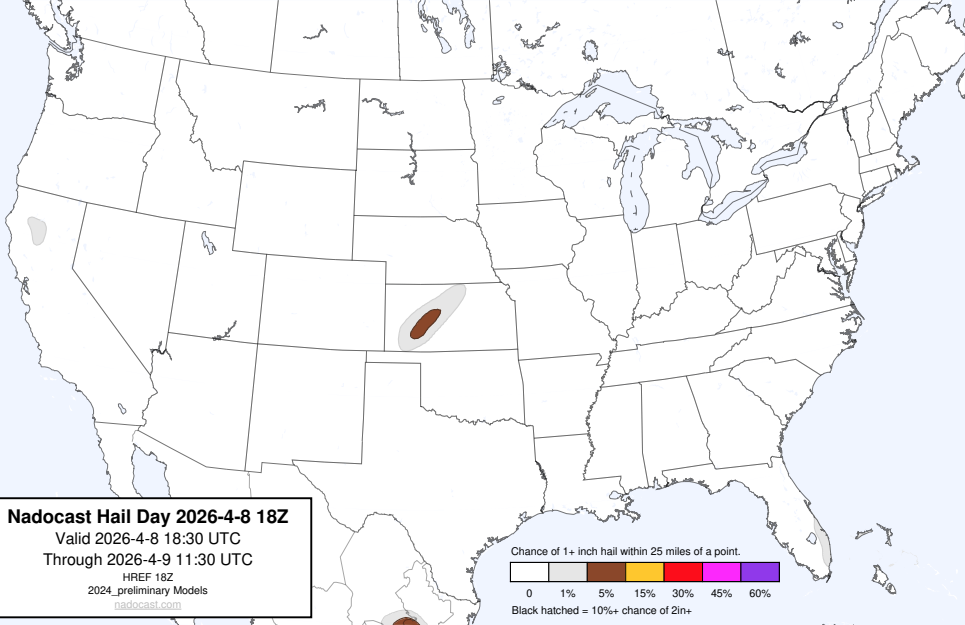 Nadocast Hail Day 2026-4-8 18Z
Valid 2026-4-8 18:30 UTC
Through 2026-4-9 11:30 UTC
HREF 18Z
2024_preliminary Models
nadocast.com
Chance of 1+ inch hail within 25 miles of a point.
0 1% 5% 15% 30% 45% 60%
Black hatched = 10%+ chance of 2in+